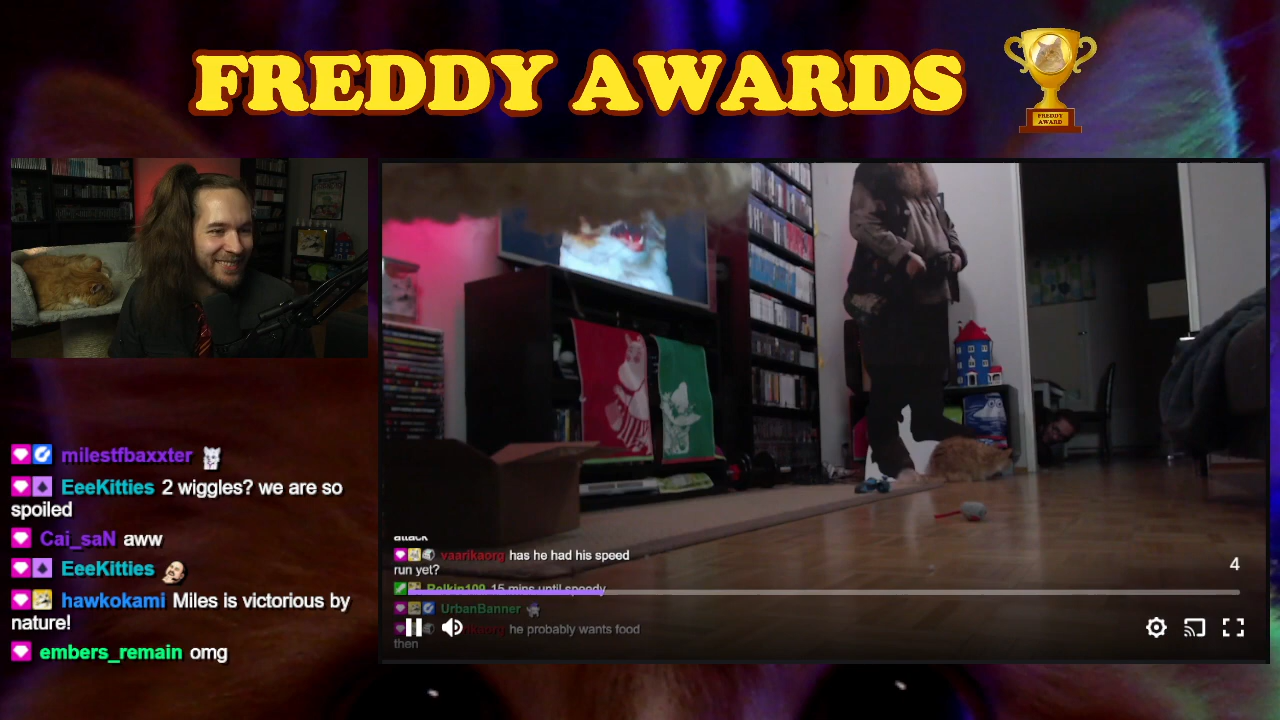 FREDDY AWARDS
FREDDY
AWARD
milestfbaxxter
EeeKitties 2 wiggles? we are so
spoiled
Cai_saN aww
EeeKitties
hawkokami Miles is victorious by
nature!
embers_remain omg
attack
vaarikaorg has he had his speed
run yet?
Belkin109 15 mins until speedy
UrbanBanner
vaarikaorg he probably wants food
then
4